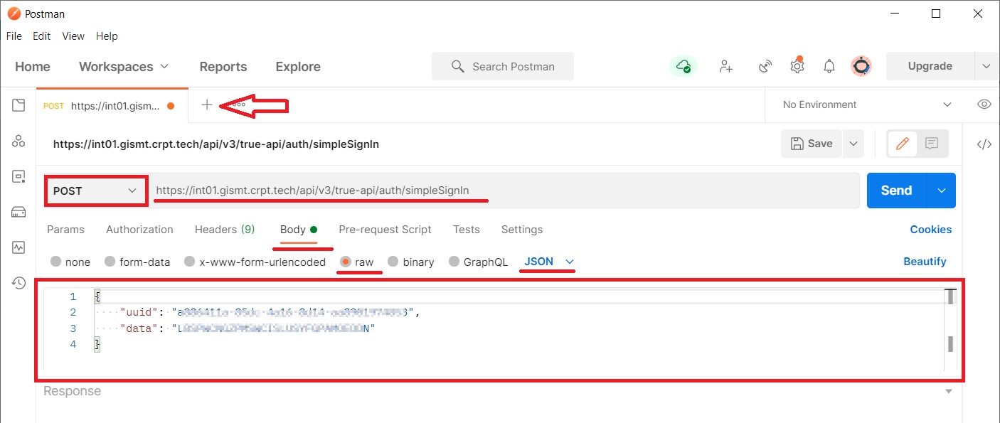 Postman
File Edit View Help
Home Workspaces Reports Explore Search Postman Upgrade
POST https://int01.gism... No Environment
https://int01.gismt.crpt.tech/api/v3/true-api/auth/simpleSignIn Save
POST https://int01.gismt.crpt.tech/api/v3/true-api/auth/simpleSignIn Send
Params Authorization Headers (9) Body Pre-request Script Tests Settings Cookies
none form-data x-www-form-urlencoded raw binary GraphQL JSON Beautify
1 {
2 "uuid": "
3 "data": "
4 }
Response